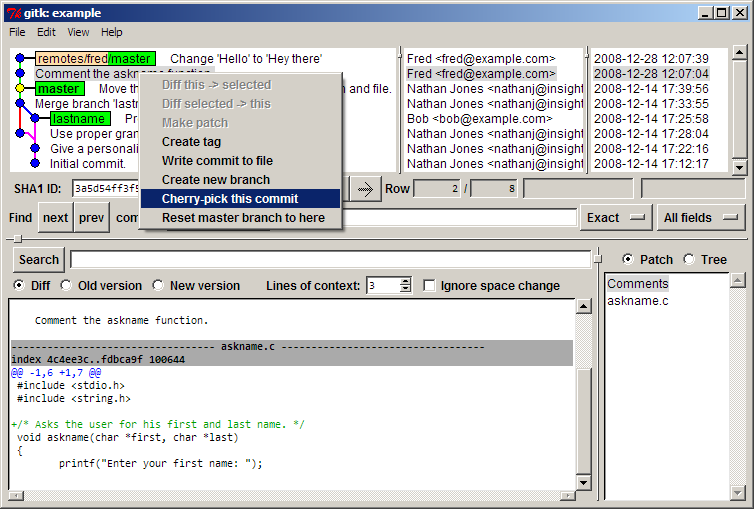 gitk: example
File Edit View Help
remotes/fred/master Change 'Hello' to 'Hey there' Fred <fred@example.com> 2008-12-28 12:07:39
Comment the askname function. Fred <fred@example.com> 2008-12-28 12:07:04
master Move th and file. Nathan Jones <nathanj@insight 2008-12-14 17:39:56
Merge branch 'lastn Nathan Jones <nathanj@insight 2008-12-14 17:33:55
lastname Pr Bob <bob@example.com> 2008-12-14 17:25:58
Use proper gran Nathan Jones <nathanj@insight 2008-12-14 17:28:04
Give a personali Nathan Jones <nathanj@insight 2008-12-14 17:22:16
Initial commit. Nathan Jones <nathanj@insight 2008-12-14 17:12:17
Diff this -> selected
Diff selected -> this
Make patch
Create tag
Write commit to file
Create new branch
Cherry-pick this commit
Reset master branch to here
SHA1 ID: 3a5d54ff3f5 Row 2 / 8
Find next prev com Exact All fields
Search Patch Tree
Diff Old version New version Lines of context: 3 Ignore space change
Comments
askname.c
Comment the askname function.
---------------------------------- askname.c ----------------------------------
index 4c4ee3c..fdbca9f 100644
@@ -1,6 +1,7 @@
#include <stdio.h>
#include <string.h>
+/* Asks the user for his first and last name. */
void askname(char *first, char *last)
{
printf("Enter your first name: ");